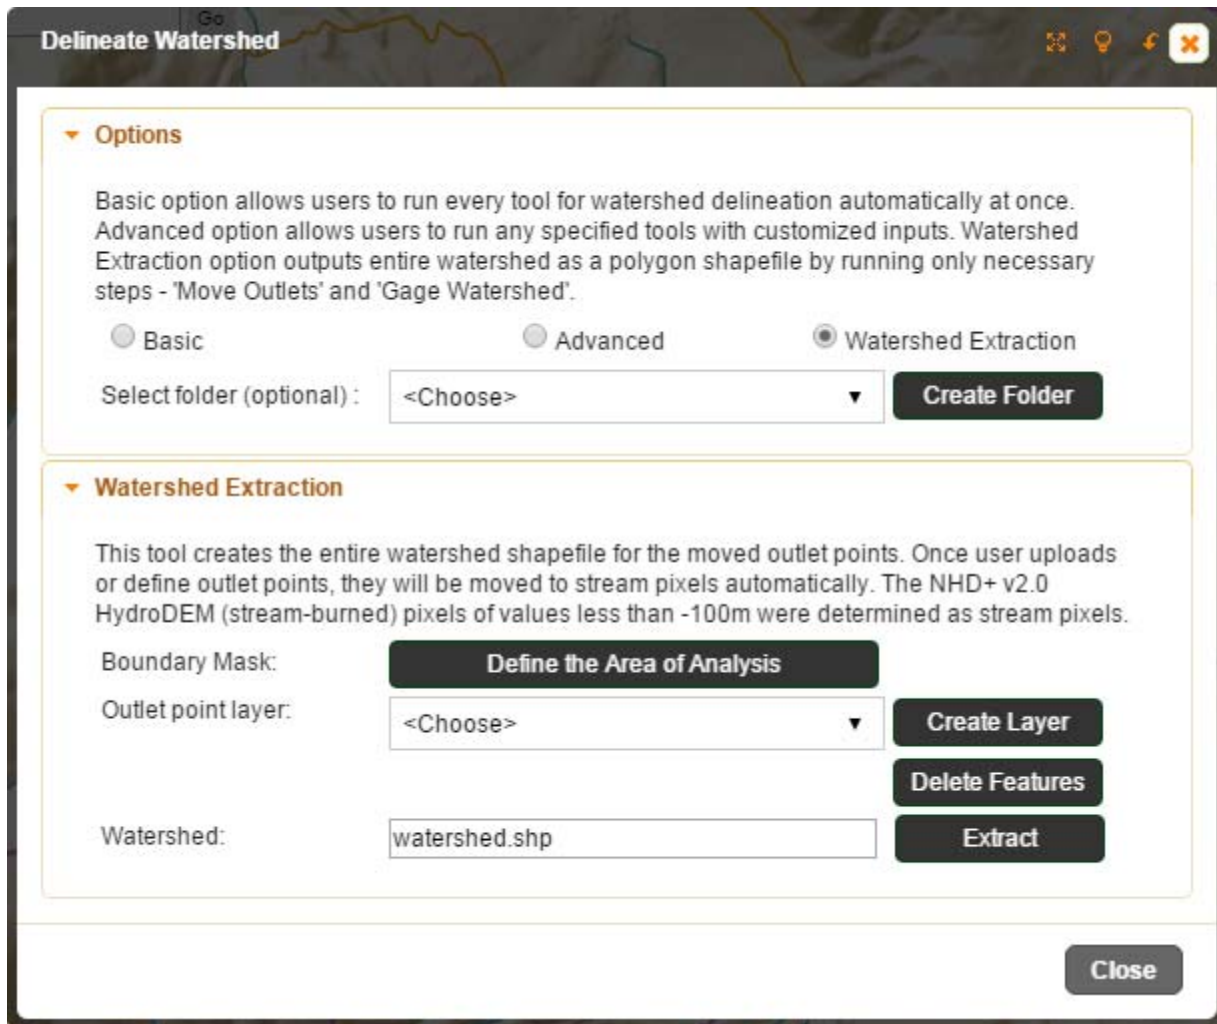 Go
Delineate Watershed
Options
Basic option allows users to run every tool for watershed delineation automatically at once.
Advanced option allows users to run any specified tools with customized inputs. Watershed
Extraction option outputs entire watershed as a polygon shapefile by running only necessary
steps - 'Move Outlets' and 'Gage Watershed'.
Basic Advanced Watershed Extraction
Select folder (optional) : <Choose> Create Folder
Watershed Extraction
This tool creates the entire watershed shapefile for the moved outlet points. Once user uploads
or define outlet points, they will be moved to stream pixels automatically. The NHD+ v2.0
HydroDEM (stream-burned) pixels of values less than -100m were determined as stream pixels.
Boundary Mask: Define the Area of Analysis
Outlet point layer: <Choose> Create Layer
Delete Features
Watershed: watershed.shp Extract
Close